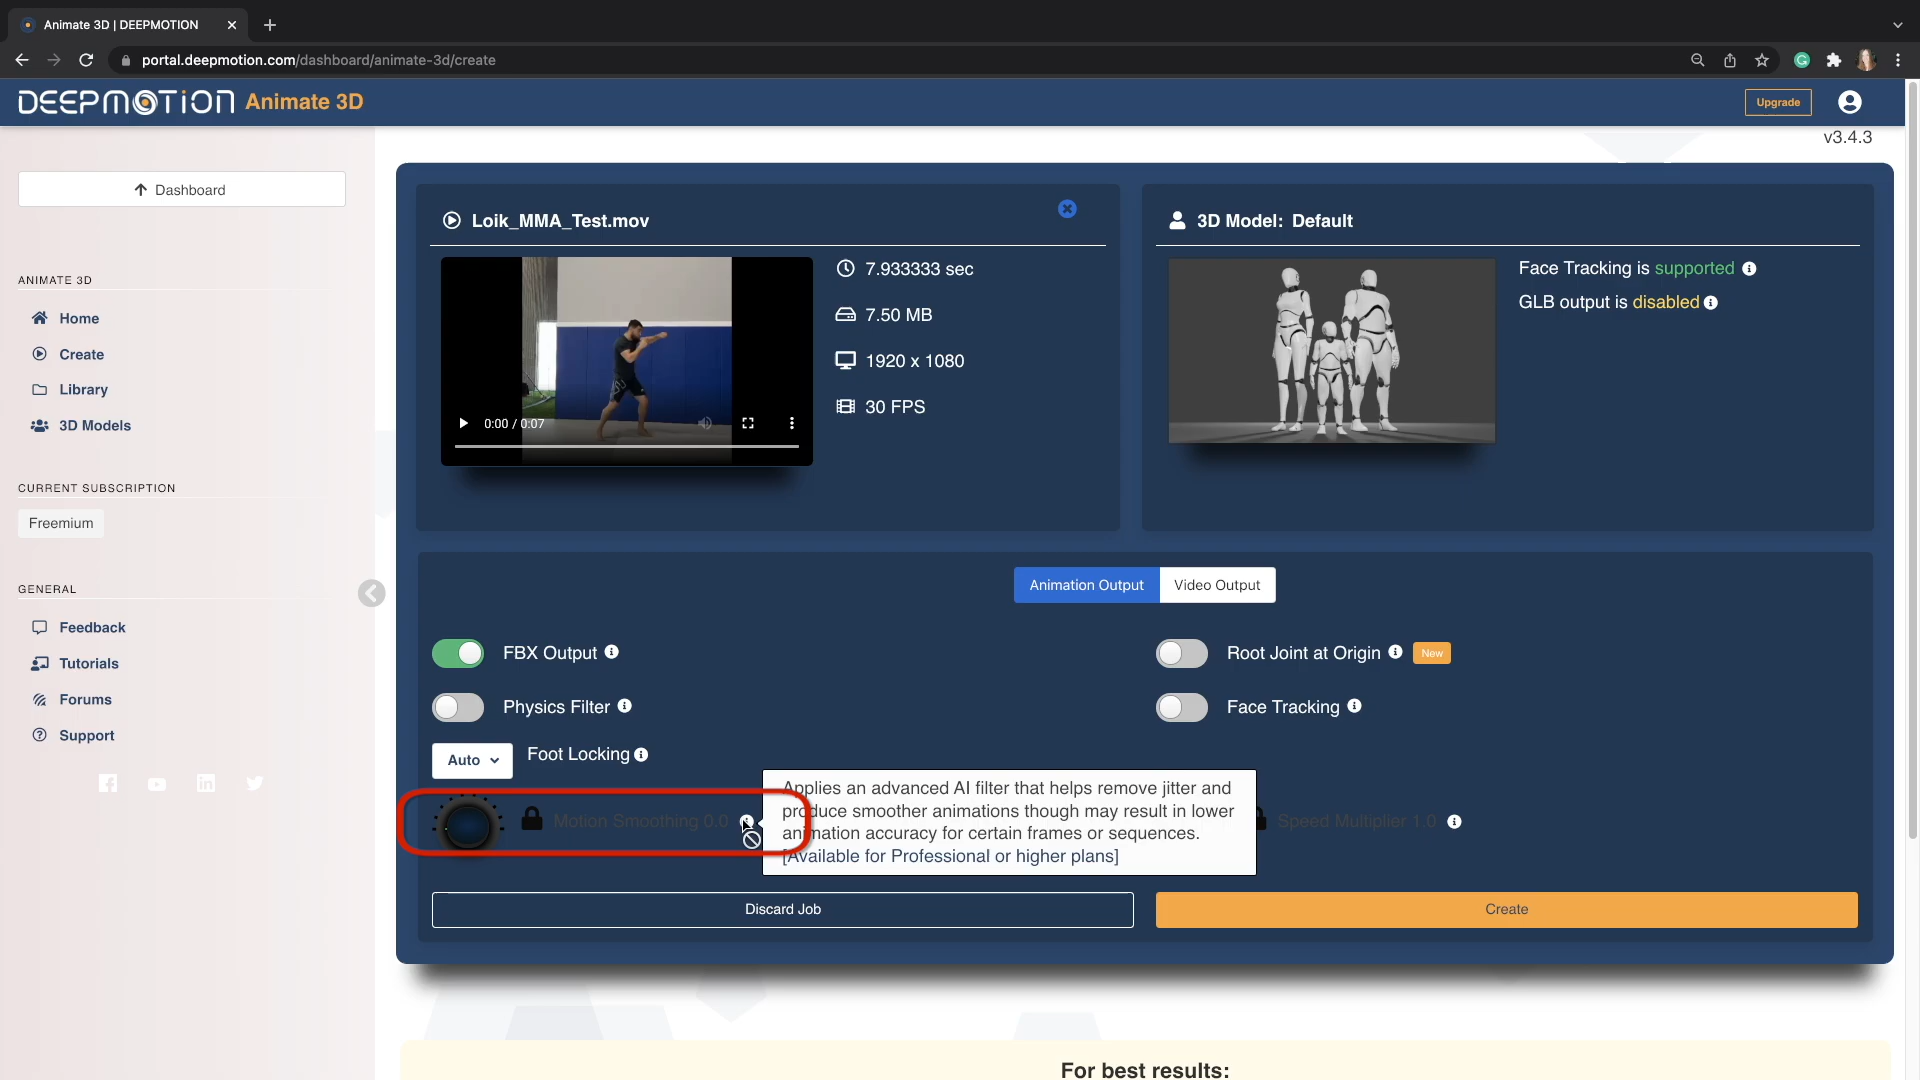 Animate 3D | DEEPMOTION
portal.deepmotion.com/dashboard/animate-3d/create
DEEPMOTION Animate 3D
Upgrade
v3.4.3
Dashboard
ANIMATE 3D
Home
Create
Library
3D Models
CURRENT SUBSCRIPTION
Freemium
GENERAL
Feedback
Tutorials
Forums
Support
Loik_MMA_Test.mov
0:00 / 0:07
7.933333 sec
7.50 MB
1920 x 1080
30 FPS
3D Model: Default
Face Tracking is supported
GLB output is disabled
Animation Output
Video Output
FBX Output
Root Joint at Origin
New
Physics Filter
Face Tracking
Auto
Foot Locking
Motion Smoothing 0.0
Applies an advanced AI filter that helps remove jitter and
produce smoother animations though may result in lower
animation accuracy for certain frames or sequences.
[Available for Professional or higher plans]
Speed Multiplier 1.0
Discard Job
Create
For best results: